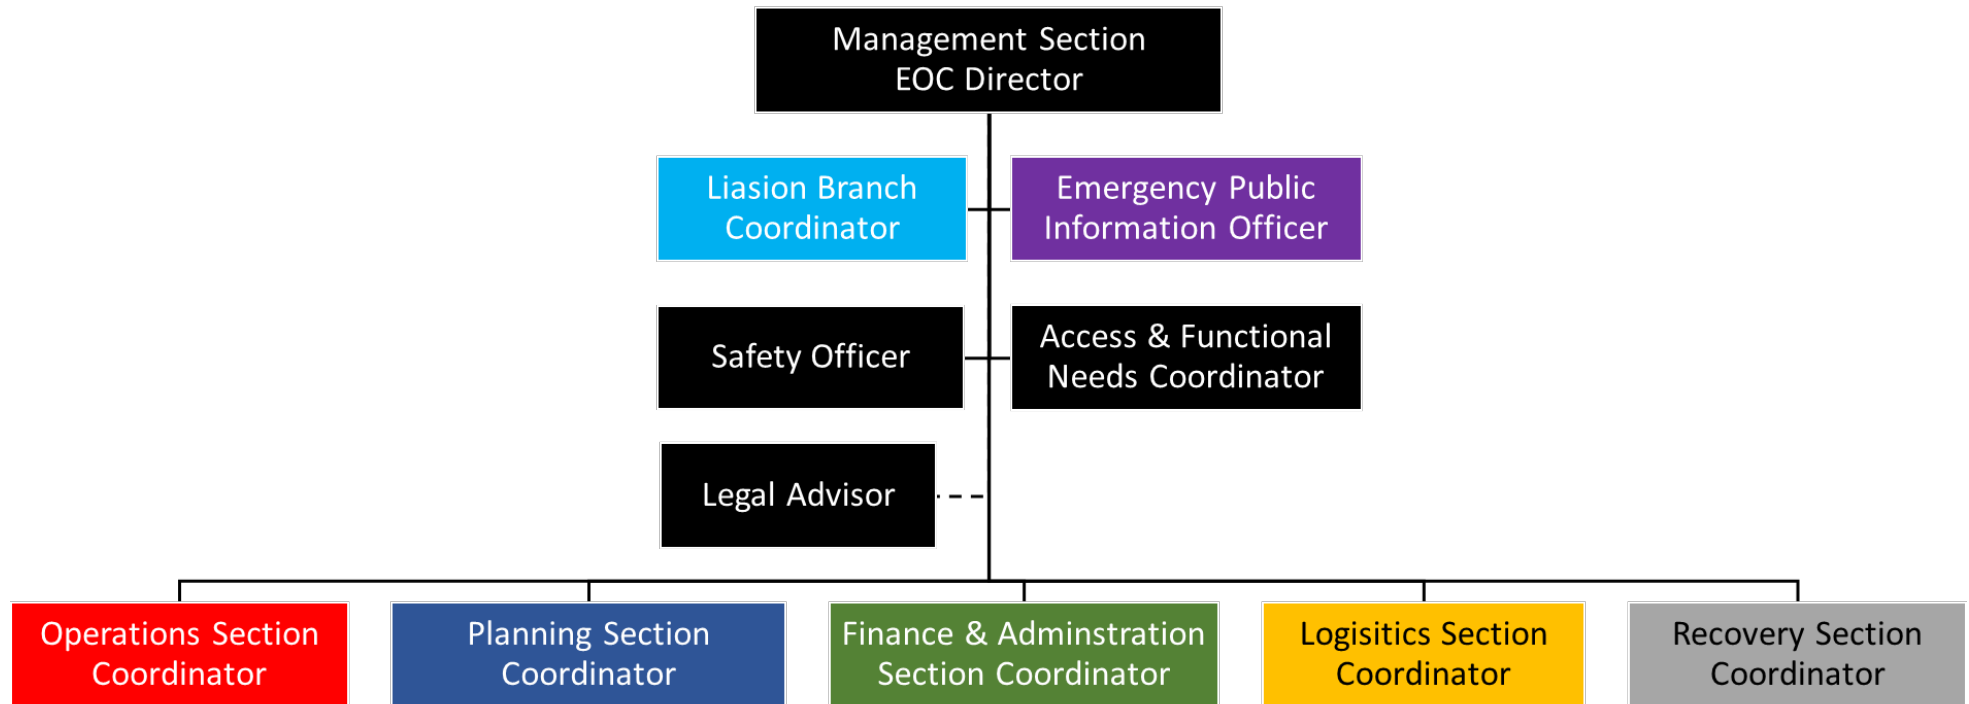 Management Section
EOC Director
Liasion Branch
Coordinator
Emergency Public
Information Officer
Safety Officer
Access & Functional
Needs Coordinator
Legal Advisor
Operations Section
Coordinator
Planning Section
Coordinator
Finance & Adminstration
Section Coordinator
Logisitics Section
Coordinator
Recovery Section
Coordinator